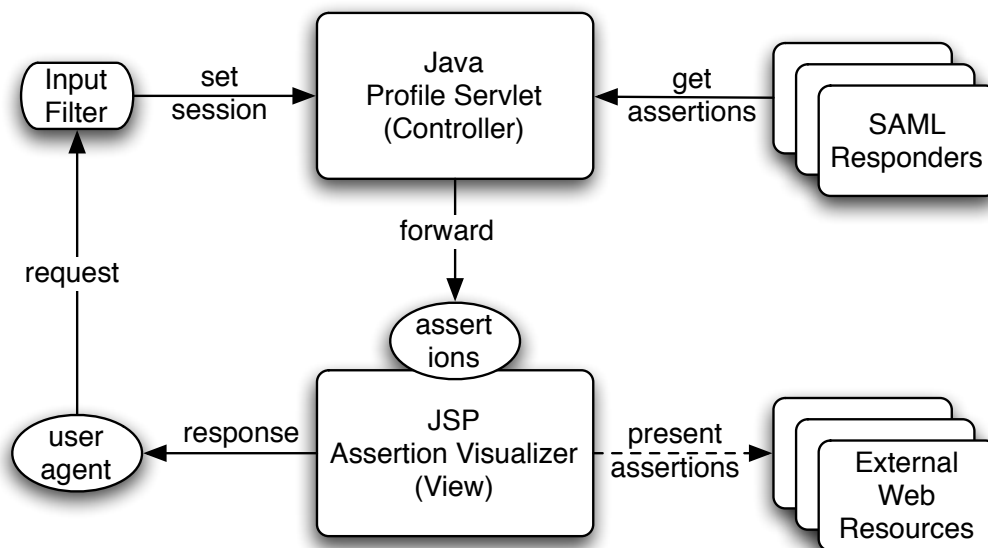 Input
Filter
set
session
Java
Profile Servlet
(Controller)
get
assertions
SAML
Responders
request
forward
assert
ions
user
agent
response
JSP
Assertion Visualizer
(View)
present
assertions
External
Web
Resources